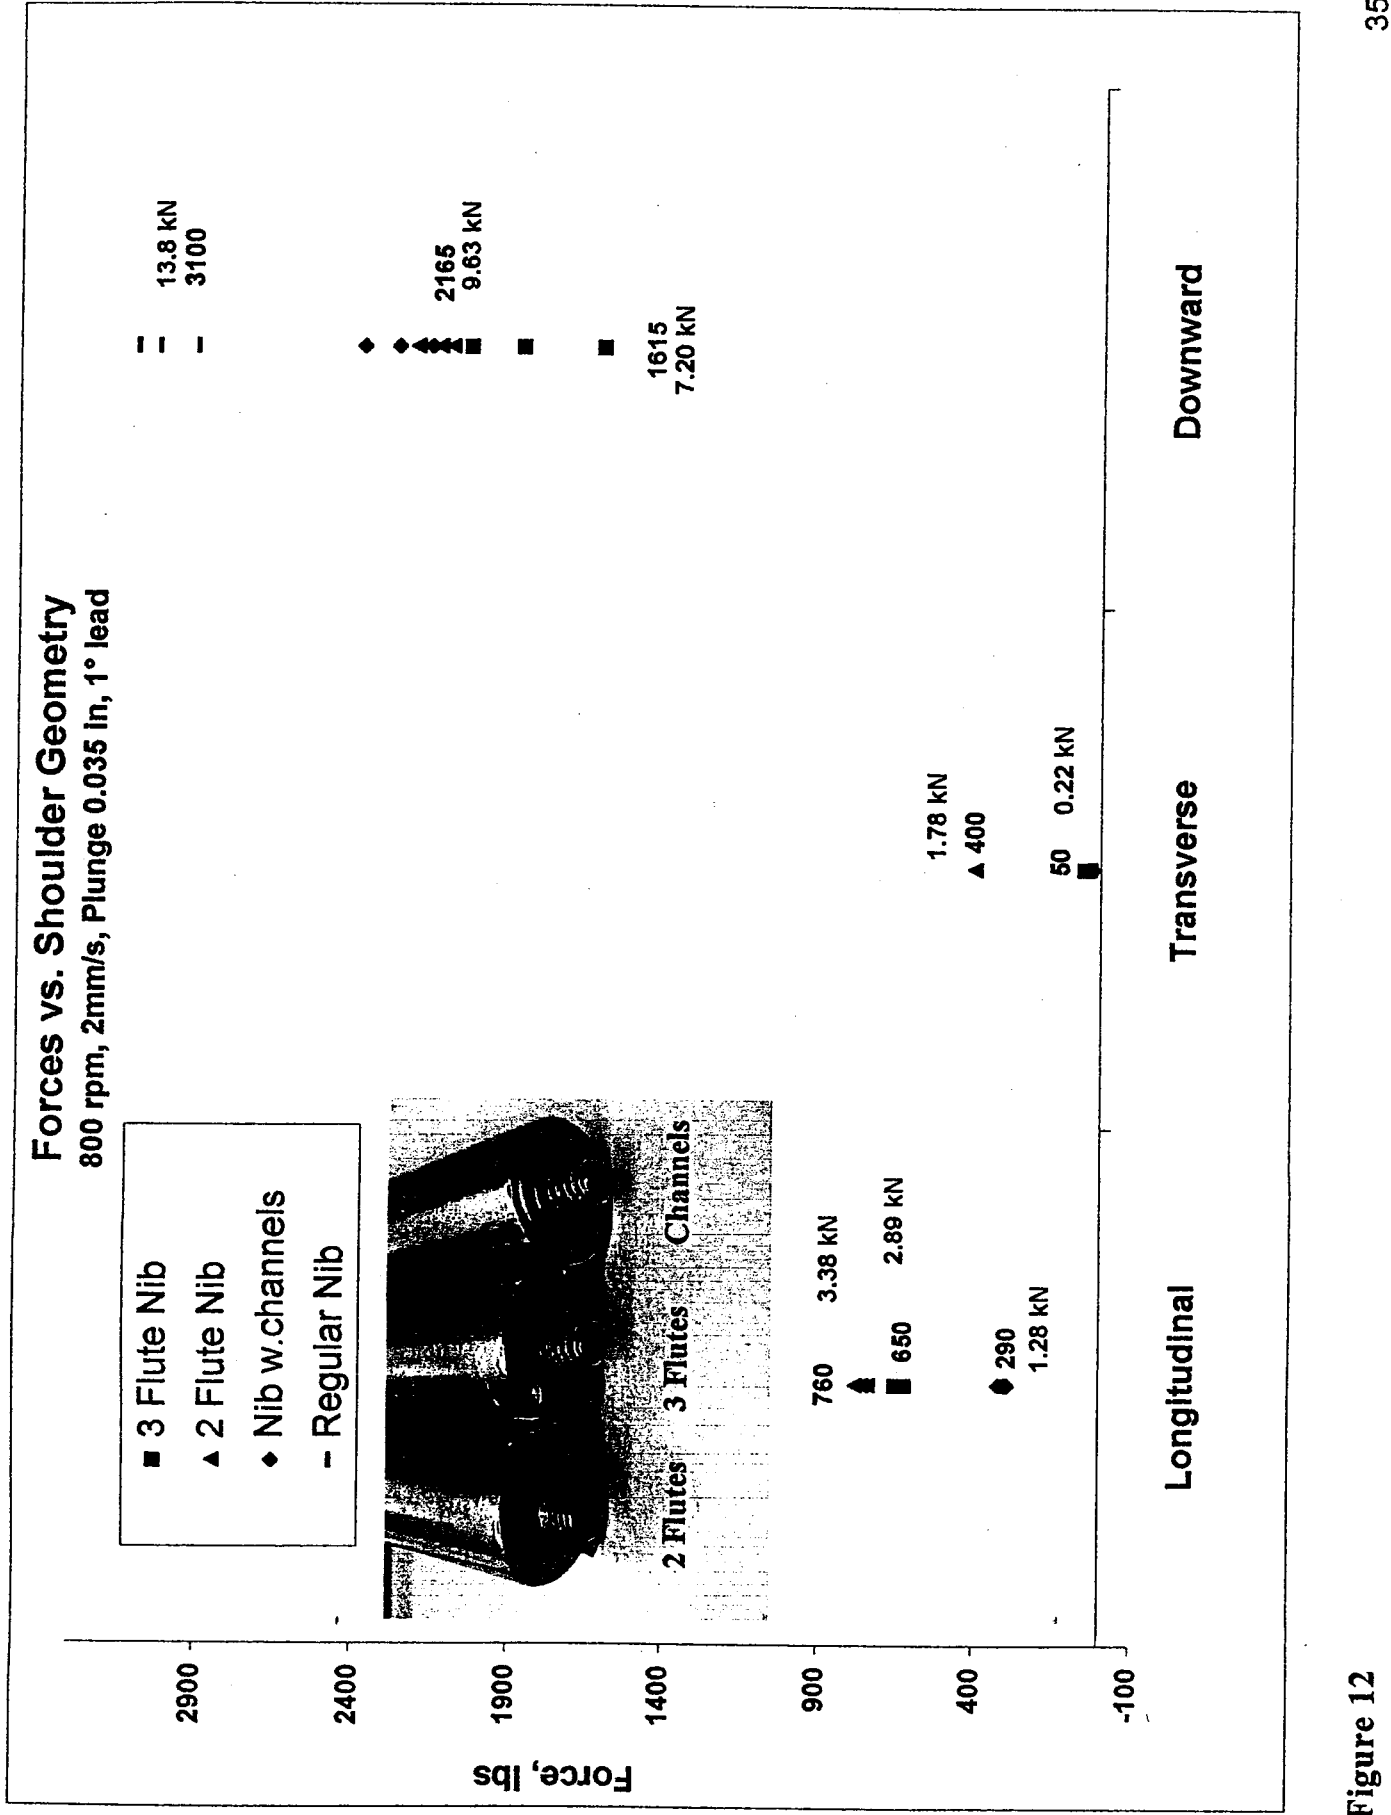 Forces vs. Shoulder Geometry
800 rpm, 2mm/s, Plunge 0.035 in, 1° lead
■ 3 Flute Nib
▲ 2 Flute Nib
◆ Nib w.channels
– Regular Nib
2 Flutes 3 Flutes Channels
Force, lbs
2900
2400
1900
1400
900
400
-100
760
3.38 kN
650
2.89 kN
290
1.28 kN
1.78 kN
400
50
0.22 kN
13.8 kN
3100
2165
9.63 kN
1615
7.20 kN
Longitudinal
Transverse
Downward
Figure 12
35